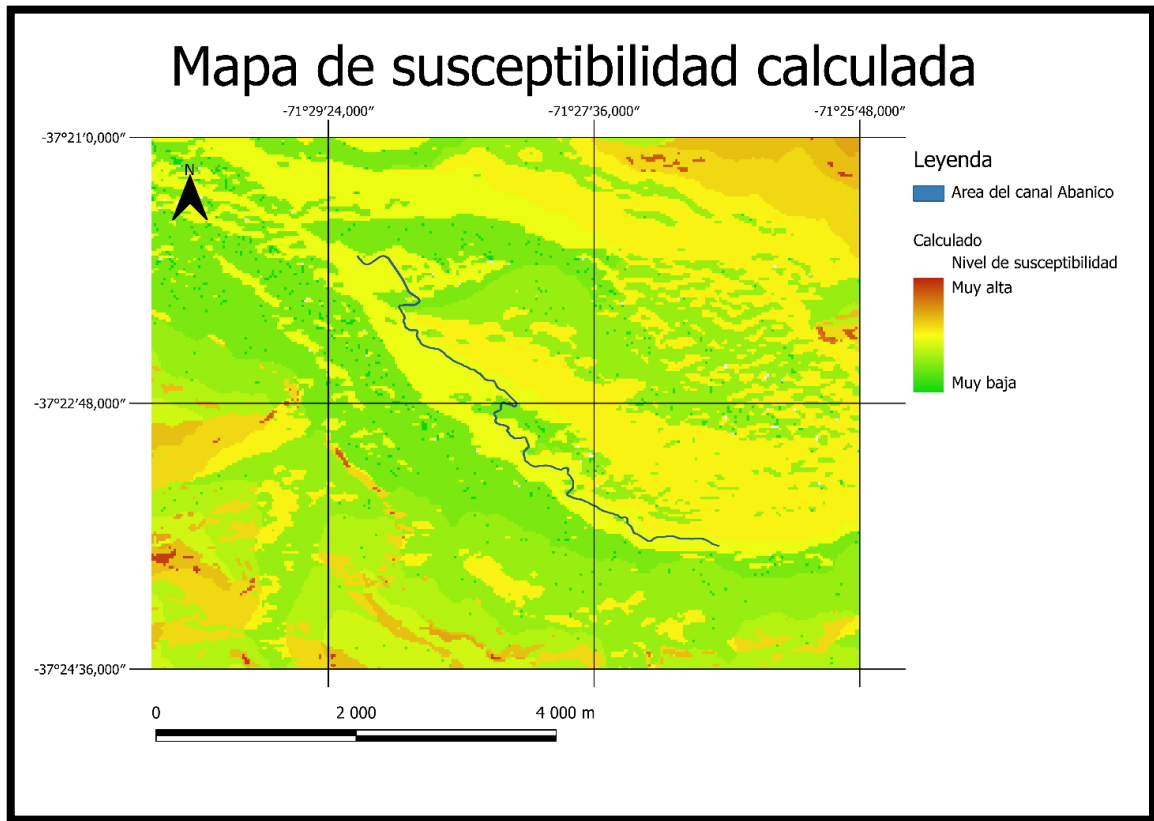 Mapa de susceptibilidad calculada
-71°29′24,000″
-71°27′36,000″
-71°25′48,000″
-37°21′0,000″
N
Leyenda
Area del canal Abanico
Calculado
Nivel de susceptibilidad
Muy alta
Muy baja
-37°22′48,000″
-37°24′36,000″
0
2 000
4 000 m